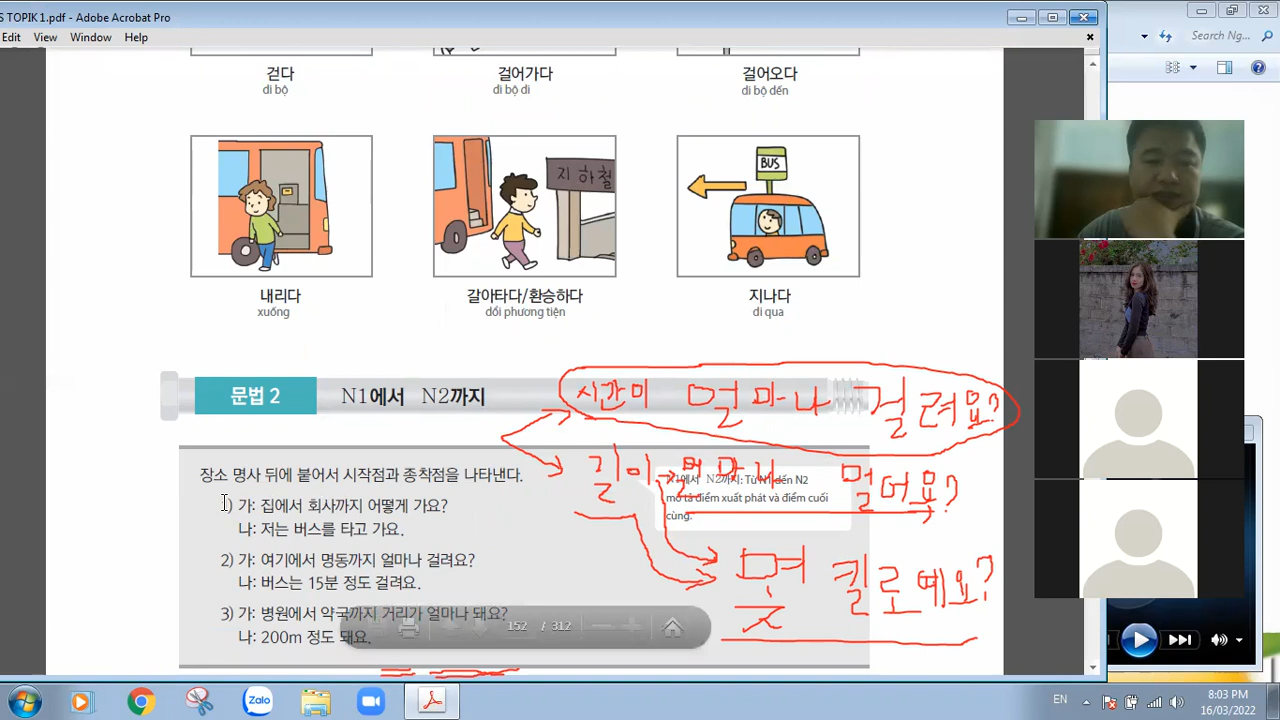 S TOPIK 1.pdf - Adobe Acrobat Pro
Edit View Window Help
Search Ng...
걷다
đi bộ
걸어가다
đi bộ đi
걸어오다
đi bộ đến
지하철
BUS
내리다
xuống
갈아타다/환승하다
đổi phương tiện
지나다
đi qua
문법 2 N1에서 N2까지
시간이 얼마나 걸려요?
길이 얼마나 멀어요?
장소 명사 뒤에 붙어서 시작점과 종착점을 나타낸다.
N1에서 N2까지: Từ N1 đến N2
mô tả điểm xuất phát và điểm cuối
cùng.
1) 가: 집에서 회사까지 어떻게 가요?
나: 저는 버스를 타고 가요.
몇 킬로예요?
2) 가: 여기에서 명동까지 얼마나 걸려요?
나: 버스는 15분 정도 걸려요.
3) 가: 병원에서 약국까지 거리가 얼마나 돼요?
나: 200m 정도 돼요.
152 / 312
Zalo
EN
8:03 PM
16/03/2022